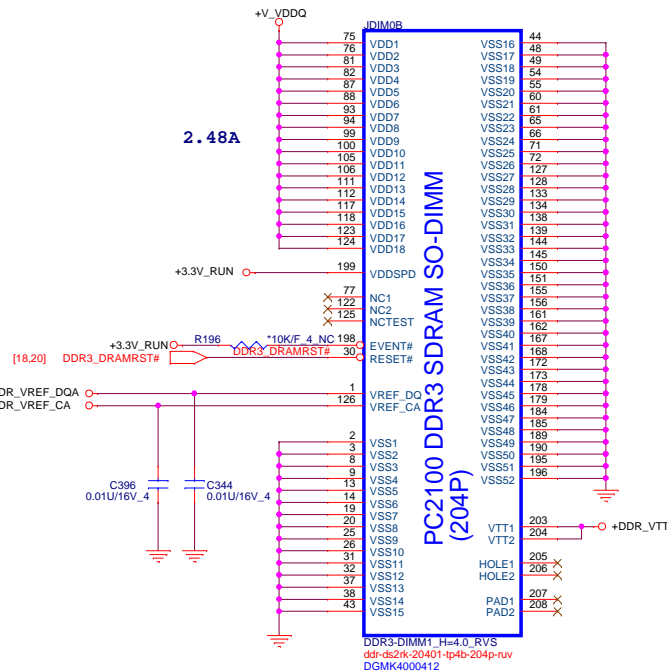 +V_VDDQ
JDIM0B
75 VDD1 VSS16 44
76 VDD2 VSS17 48
81 VDD3 VSS18 49
82 VDD4 VSS19 54
87 VDD5 VSS20 55
88 VDD6 VSS21 60
93 VDD7 VSS22 61
94 VDD8 VSS23 65
99 VDD9 VSS24 66
100 VDD10 VSS25 71
105 VDD11 VSS26 72
106 VDD12 VSS27 127
111 VDD13 VSS28 128
112 VDD14 VSS29 133
117 VDD15 VSS30 134
118 VDD16 VSS31 138
123 VDD17 VSS32 139
124 VDD18 VSS33 144
VSS34 145
2.48A
+3.3V_RUN 199 VDDSPD VSS35 150
VSS36 151
77 NC1 VSS37 155
122 NC2 VSS38 156
125 NCTEST VSS39 161
VSS40 162
+3.3V_RUN R196 *10K/F_4_NC 198 EVENT# VSS41 167
[18,20] DDR3_DRAMRST# DDR3_DRAMRST# 30 RESET# VSS42 168
VSS43 172
VSS44 173
DR_VREF_DQA 1 VREF_DQ VSS45 178
DR_VREF_CA 126 VREF_CA VSS46 179
VSS47 184
VSS48 185
2 VSS1 VSS49 189
3 VSS2 VSS50 190
8 VSS3 VSS51 195
9 VSS4 VSS52 196
13 VSS5
14 VSS6
19 VSS7
20 VSS8 VTT1 203 +DDR_VTT
25 VSS9 VTT2 204
26 VSS10
31 VSS11 HOLE1 205
32 VSS12 HOLE2 206
37 VSS13
38 VSS14 PAD1 207
43 VSS15 PAD2 208
C396
0.01U/16V_4
C344
0.01U/16V_4
PC2100 DDR3 SDRAM SO-DIMM
(204P)
DDR3-DIMM1_H=4.0_RVS
ddr-ds2rk-20401-tp4b-204p-ruv
DGMK4000412